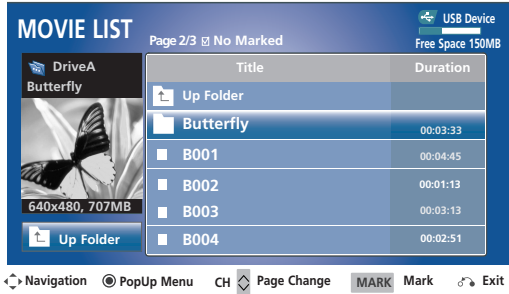 MOVIE LIST
Page 2/3 ☑ No Marked
USB Device
Free Space 150MB
DriveA
Butterfly
640x480, 707MB
Up Folder
Title Duration
Up Folder
Butterfly 00:03:33
B001 00:04:45
B002 00:01:13
B003 00:03:13
B004 00:02:51
Navigation PopUp Menu CH Page Change MARK Mark Exit